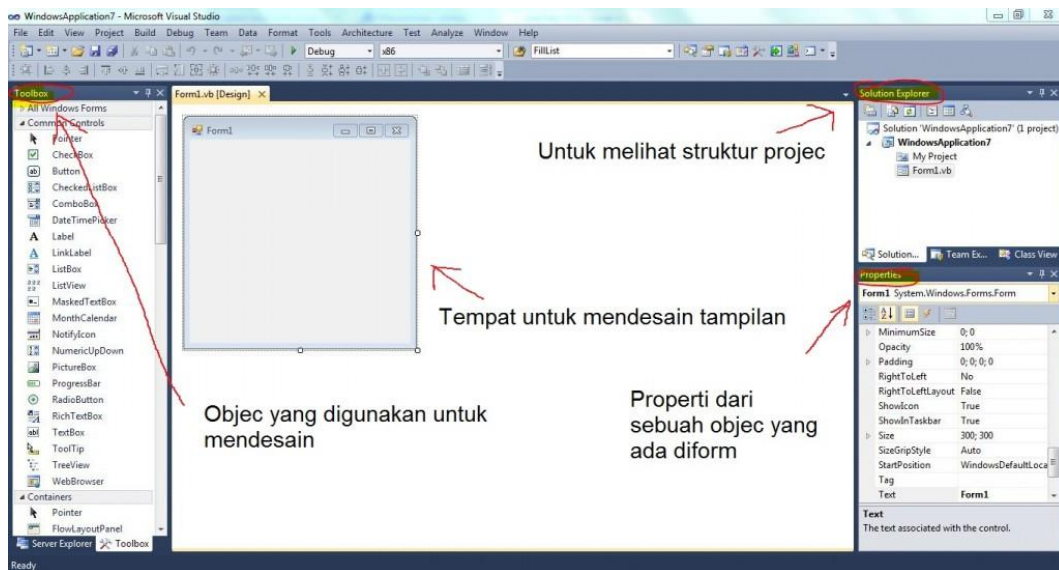 WindowsApplication7 - Microsoft Visual Studio
File Edit View Project Build Debug Team Data Format Tools Architecture Test Analyze Window Help
Debug x86 FillList
Toolbox
All Windows Forms
Common Controls
Pointer
CheckBox
Button
CheckedListBox
ComboBox
DateTimePicker
A Label
A LinkLabel
ListBox
ListView
MaskedTextBox
MonthCalendar
NotifyIcon
NumericUpDown
PictureBox
ProgressBar
RadioButton
RichTextBox
TextBox
ToolTip
TreeView
WebBrowser
Containers
Pointer
FlowLayoutPanel
Server Explorer Toolbox
Ready
Form1.vb [Design]
Form1
Untuk melihat struktur projec
Tempat untuk mendesain tampilan
Objec yang digunakan untuk
mendesain
Properti dari
sebuah objec yang
ada diform
Solution Explorer
Solution 'WindowsApplication7' (1 project)
WindowsApplication7
My Project
Form1.vb
Solution... Team Ex... Class View
Properties
Form1 System.Windows.Forms.Form
MinimumSize 0; 0
Opacity 100%
Padding 0; 0; 0; 0
RightToLeft No
RightToLeftLayout False
ShowIcon True
ShowInTaskbar True
Size 300; 300
SizeGripStyle Auto
StartPosition WindowsDefaultLoca
Tag
Text Form1
Text
The text associated with the control.